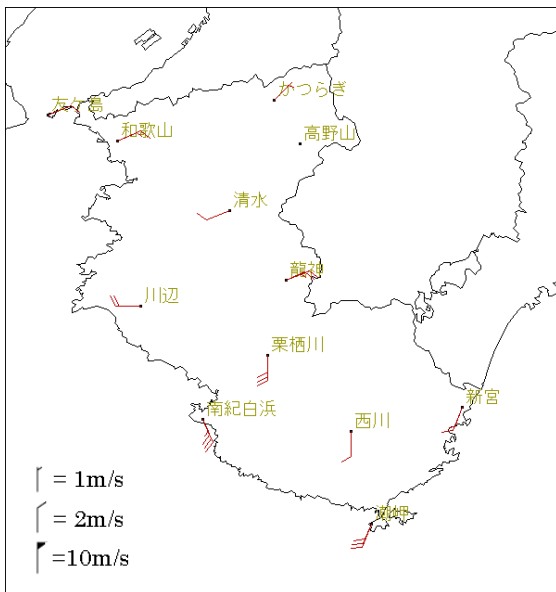 かつらぎ
友ケ島
和歌山
高野山
清水
龍神
川辺
栗栖川
新宮
南紀白浜
西川
潮岬
= 1m/s
= 2m/s
=10m/s